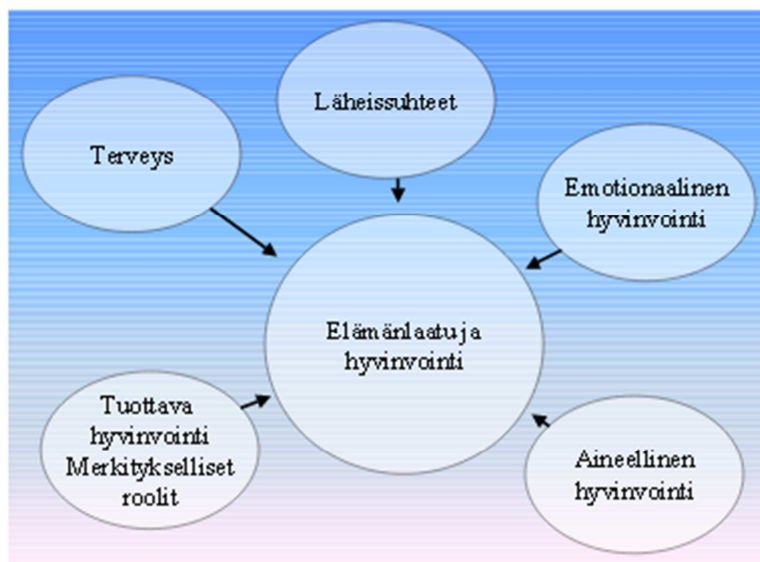 Läheissuhteet
Terveys
Emotionaalinen
hyvinvointi
Elämänlaatu ja
hyvinvointi
Tuottava
hyvinvointi
Merkitykselliset
roolit
Aineellinen
hyvinvointi